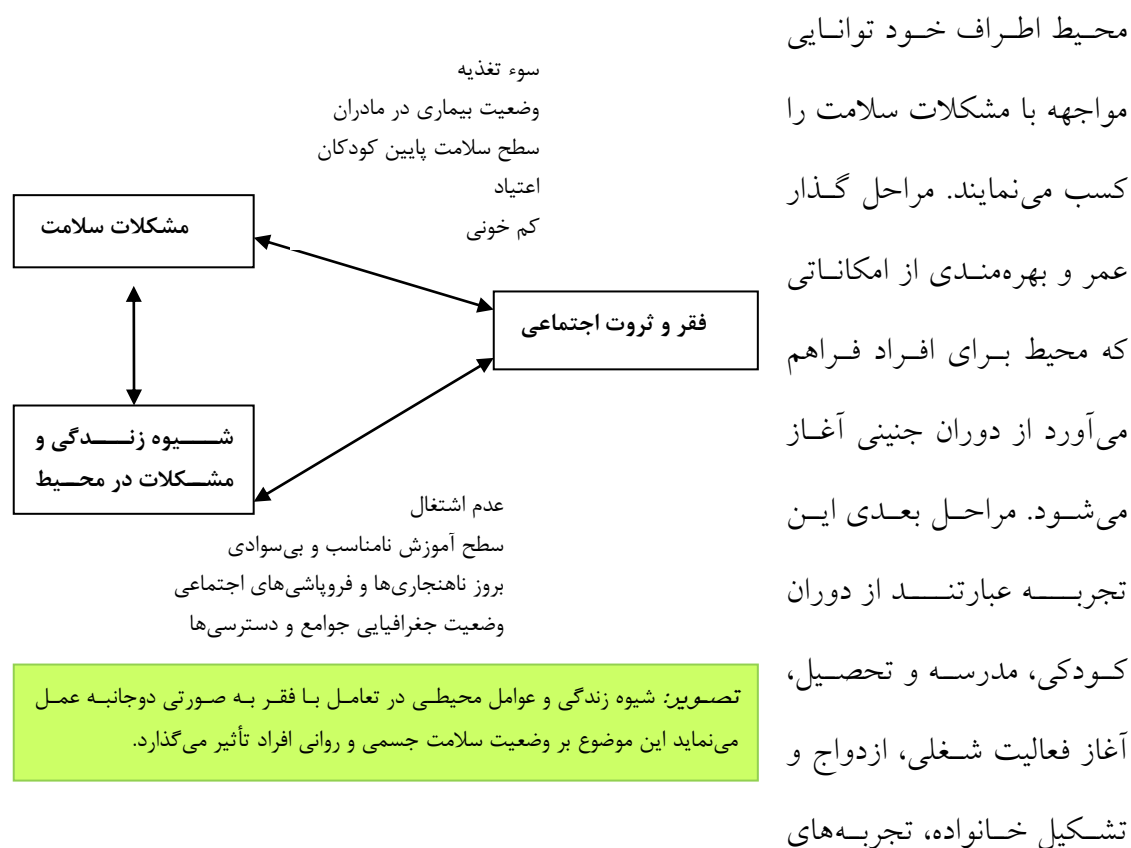 محیط اطراف خود توانایی
مواجهه با مشکلات سلامت را
کسب می‌نمایند. مراحل گذار
عمر و بهره‌مندی از امکاناتی
که محیط برای افراد فراهم
می‌آورد از دوران جنینی آغاز
می‌شود. مراحل بعدی این
تجربه عبارتند از دوران
کودکی، مدرسه و تحصیل،
آغاز فعالیت شغلی، ازدواج و
تشکیل خانواده، تجربه‌های
سوء تغذیه
وضعیت بیماری در مادران
سطح سلامت پایین کودکان
اعتیاد
کم خونی
مشکلات سلامت
فقر و ثروت اجتماعی
شیوه زندگی و
مشکلات در محیط
عدم اشتغال
سطح آموزش نامناسب و بی‌سوادی
بروز ناهنجاری‌ها و فروپاشی‌های اجتماعی
وضعیت جغرافیایی جوامع و دسترسی‌ها
تصویر: شیوه زندگی و عوامل محیطی در تعامل با فقر به صورتی دوجانبه عمل
می‌نماید این موضوع بر وضعیت سلامت جسمی و روانی افراد تأثیر می‌گذارد.